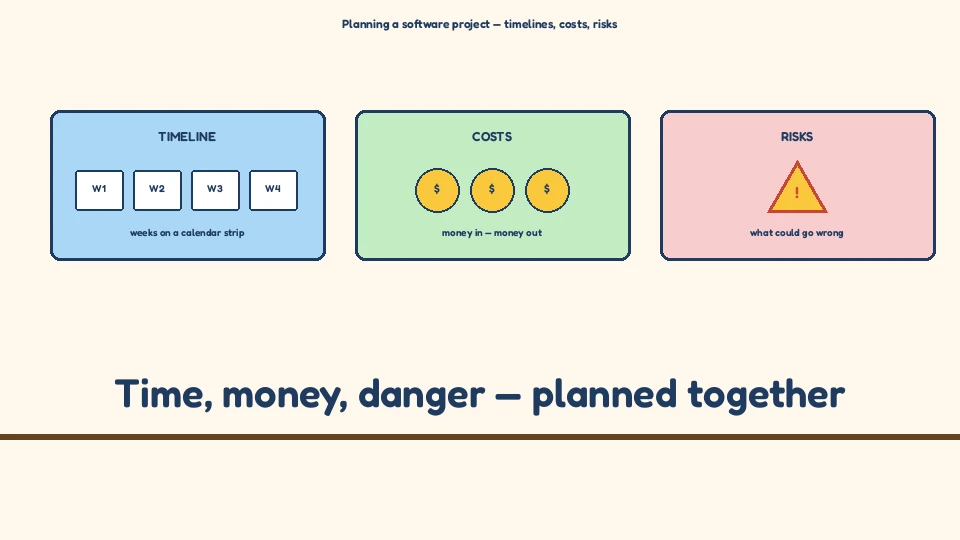 Planning a software project — timelines, costs, risks
TIMELINE
W1 W2 W3 W4
weeks on a calendar strip
COSTS
$ $ $
money in — money out
RISKS
!
what could go wrong
Time, money, danger — planned together